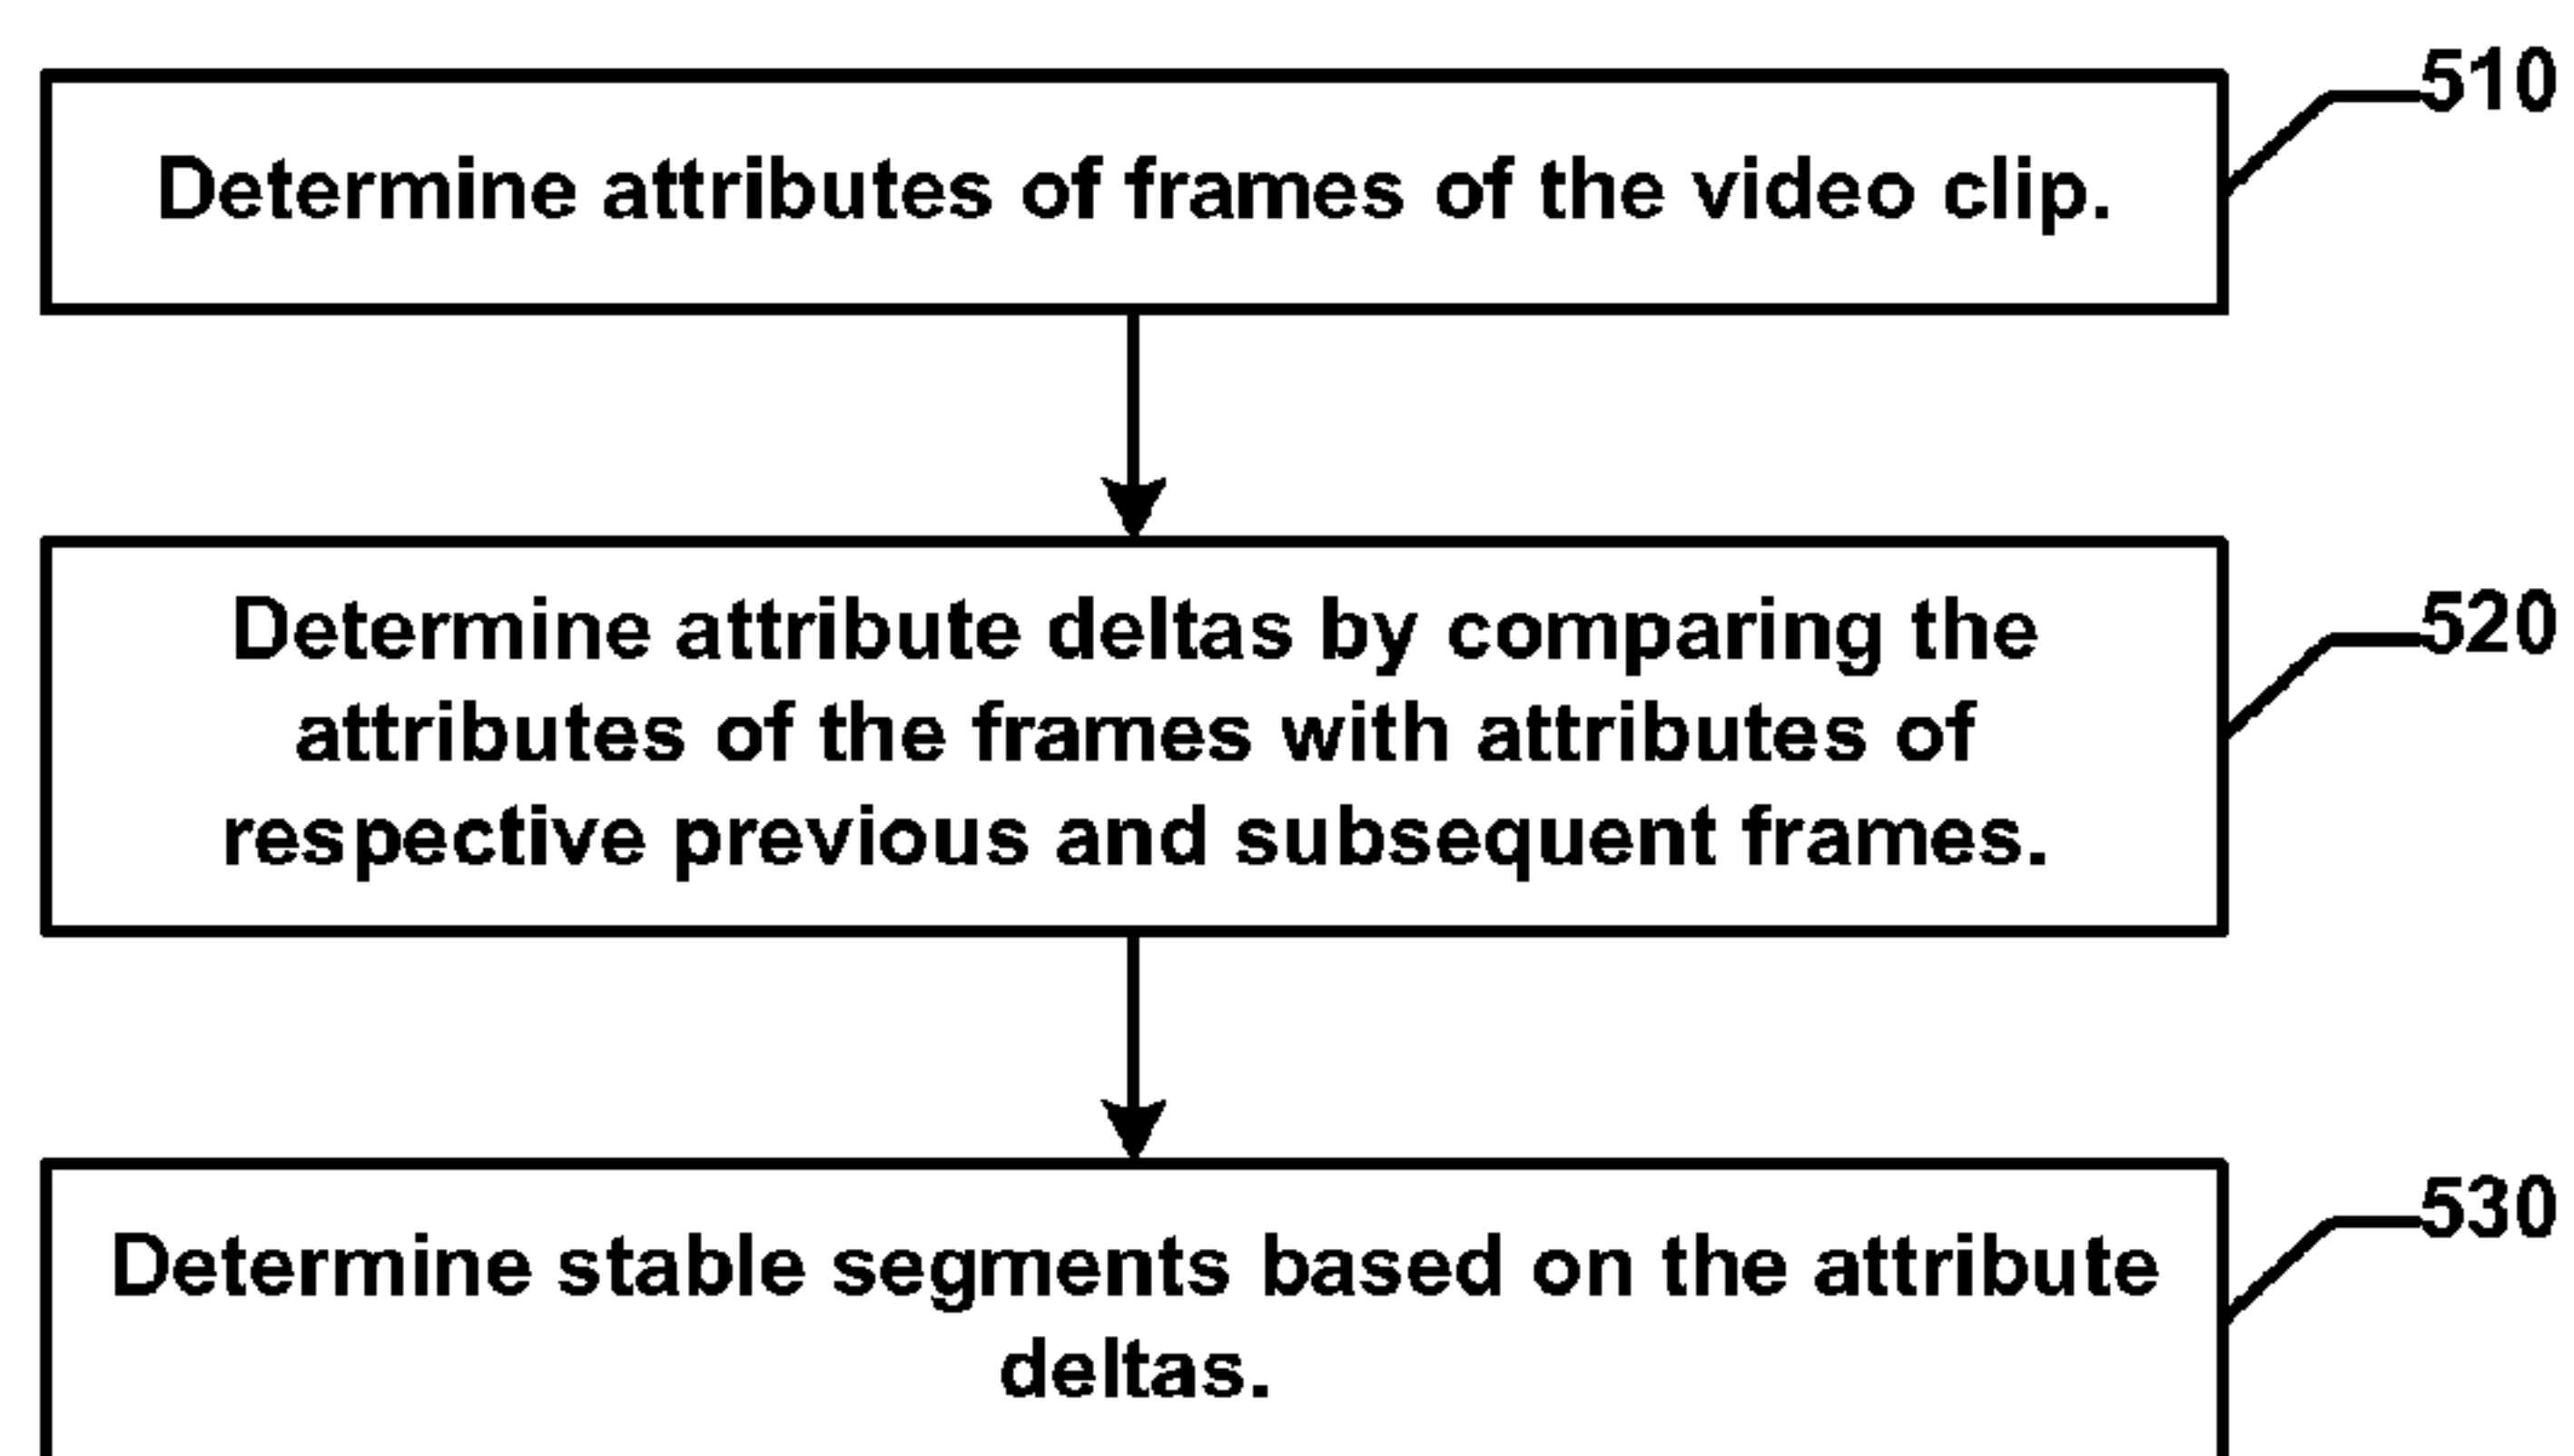 510
Determine attributes of frames of the video clip.
520
Determine attribute deltas by comparing the
attributes of the frames with attributes of
respective previous and subsequent frames.
530
Determine stable segments based on the attribute
deltas.